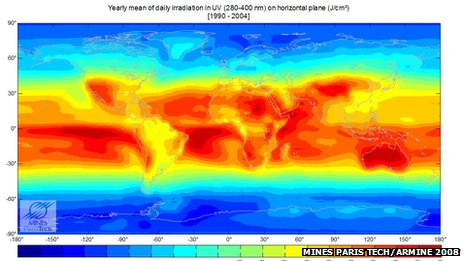 Yearly mean of daily irradiation in UV (280-400 nm) on horizontal plane (J/cm²)
[1990 - 2004]
90°
60°
30°
0°
-30°
-60°
-90°
MINES
-180° -150° -120° -90° -60° -30° 0° 30° 60° 90° 120° 150° 180°
MINES PARIS TECH/ARMINE 2008